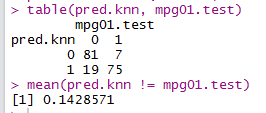 > table(pred.knn, mpg01.test)
        mpg01.test
pred.knn  0  1
       0 81  7
       1 19 75
> mean(pred.knn != mpg01.test)
[1] 0.1428571